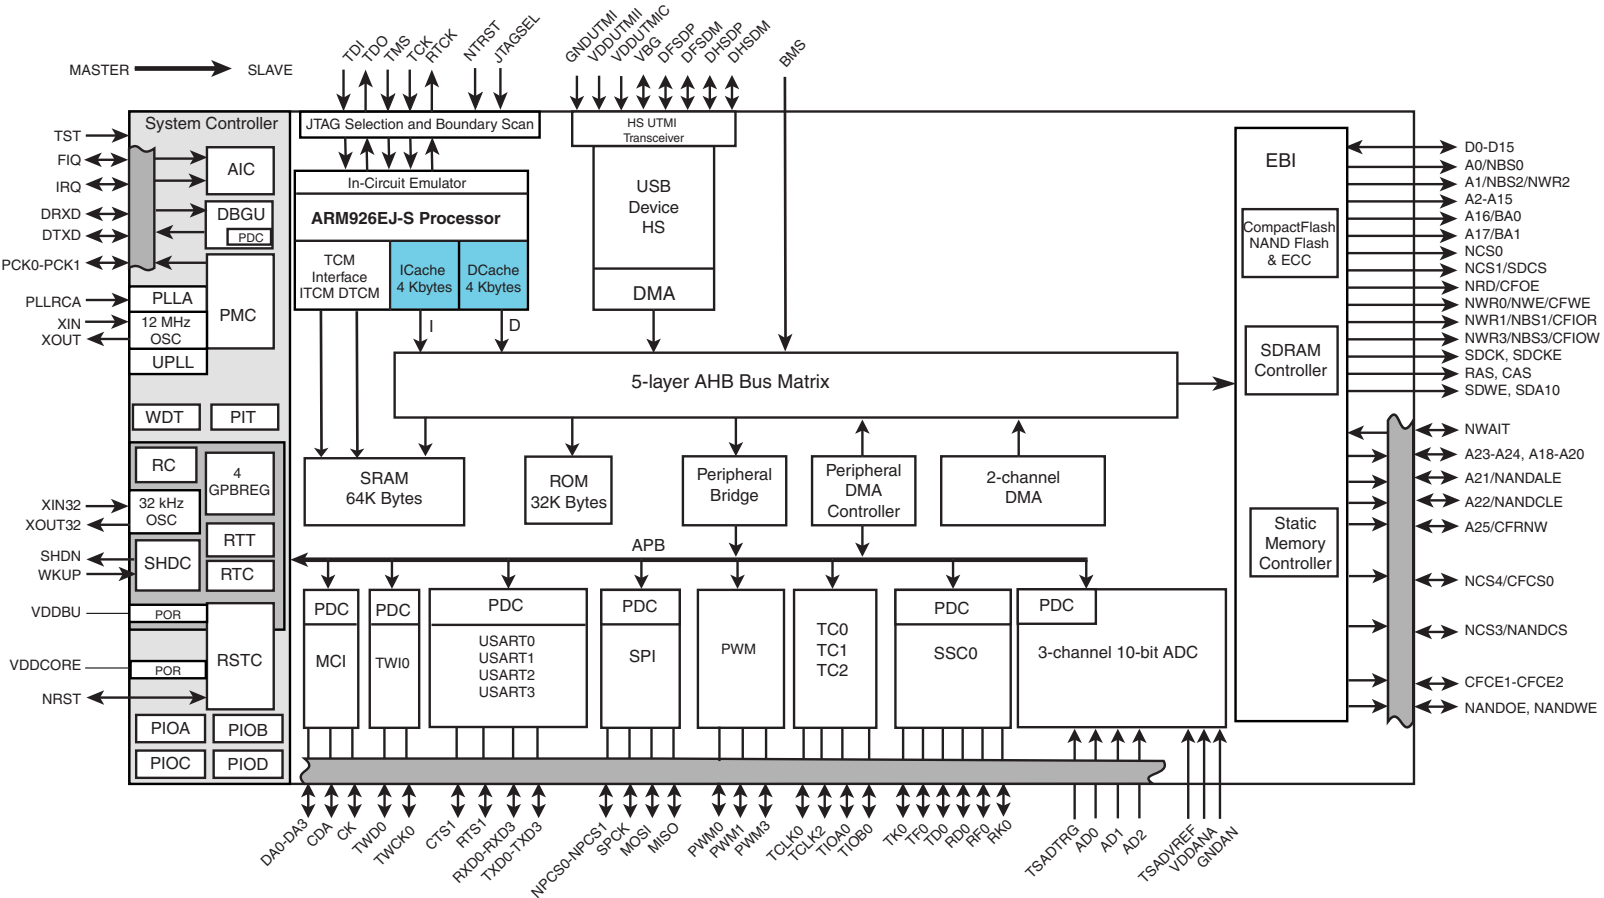 MASTER
SLAVE
TDI
TDO
TMS
TCK
RTCK
NTRST
JTAGSEL
GNDUTMI
VDDUTMII
VDDUTMIC
VBG
DFSDP
DFSDM
DHSDP
DHSDM
BMS
System Controller
JTAG Selection and Boundary Scan
HS UTMI
Transceiver
TST
FIQ
IRQ
DRXD
DTXD
PCK0-PCK1
PLLRCA
XIN
XOUT
AIC
DBGU
PDC
PLLA
12 MHz
OSC
UPLL
PMC
WDT
PIT
In-Circuit Emulator
ARM926EJ-S Processor
TCM
Interface
ITCM DTCM
ICache
4 Kbytes
DCache
4 Kbytes
I
D
USB
Device
HS
DMA
5-layer AHB Bus Matrix
EBI
CompactFlash
NAND Flash
& ECC
SDRAM
Controller
Static
Memory
Controller
D0-D15
A0/NBS0
A1/NBS2/NWR2
A2-A15
A16/BA0
A17/BA1
NCS0
NCS1/SDCS
NRD/CFOE
NWR0/NWE/CFWE
NWR1/NBS1/CFIOR
NWR3/NBS3/CFIOW
SDCK, SDCKE
RAS, CAS
SDWE, SDA10
NWAIT
A23-A24, A18-A20
A21/NANDALE
A22/NANDCLE
A25/CFRNW
NCS4/CFCS0
NCS3/NANDCS
CFCE1-CFCE2
NANDOE, NANDWE
XIN32
XOUT32
SHDN
WKUP
VDDBU
VDDCORE
NRST
RC
4
GPBREG
32 kHz
OSC
RTT
SHDC
RTC
POR
POR
RSTC
PIOA
PIOB
PIOC
PIOD
SRAM
64K Bytes
ROM
32K Bytes
Peripheral
Bridge
Peripheral
DMA
Controller
2-channel
DMA
APB
PDC
MCI
PDC
TWI0
PDC
USART0
USART1
USART2
USART3
PDC
SPI
PWM
TC0
TC1
TC2
PDC
SSC0
PDC
3-channel 10-bit ADC
DA0-DA3
CDA
CK
TWD0
TWCK0
CTS1
RTS1
RXD0-RXD3
TXD0-TXD3
NPCS0-NPCS1
SPCK
MOSI
MISO
PWM0
PWM1
PWM3
TCLK0
TCLK2
TIOA0
TIOB0
TK0
TF0
TD0
RD0
RF0
RK0
TSADTRG
AD0
AD1
AD2
TSADVREF
VDDANA
GNDAN